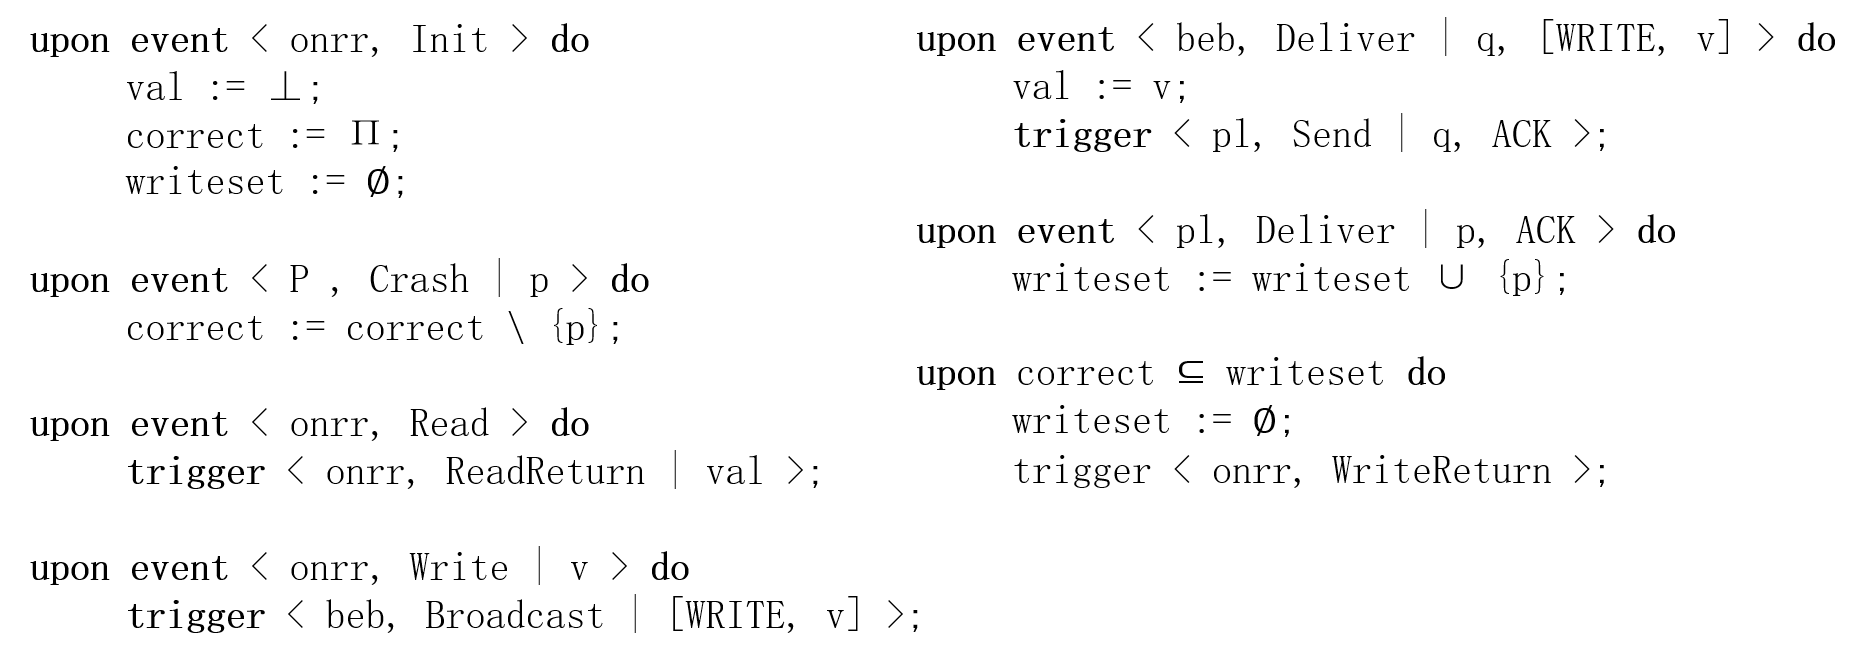 upon event < onrr, Init > do
val := ⊥;
correct := Π;
writeset := ∅;
upon event < P , Crash | p > do
correct := correct \ {p};
upon event < onrr, Read > do
trigger < onrr, ReadReturn | val >;
upon event < onrr, Write | v > do
trigger < beb, Broadcast | [WRITE, v] >;
upon event < beb, Deliver | q, [WRITE, v] > do
val := v;
trigger < pl, Send | q, ACK >;
upon event < pl, Deliver | p, ACK > do
writeset := writeset ∪ {p};
upon correct ⊆ writeset do
writeset := ∅;
trigger < onrr, WriteReturn >;